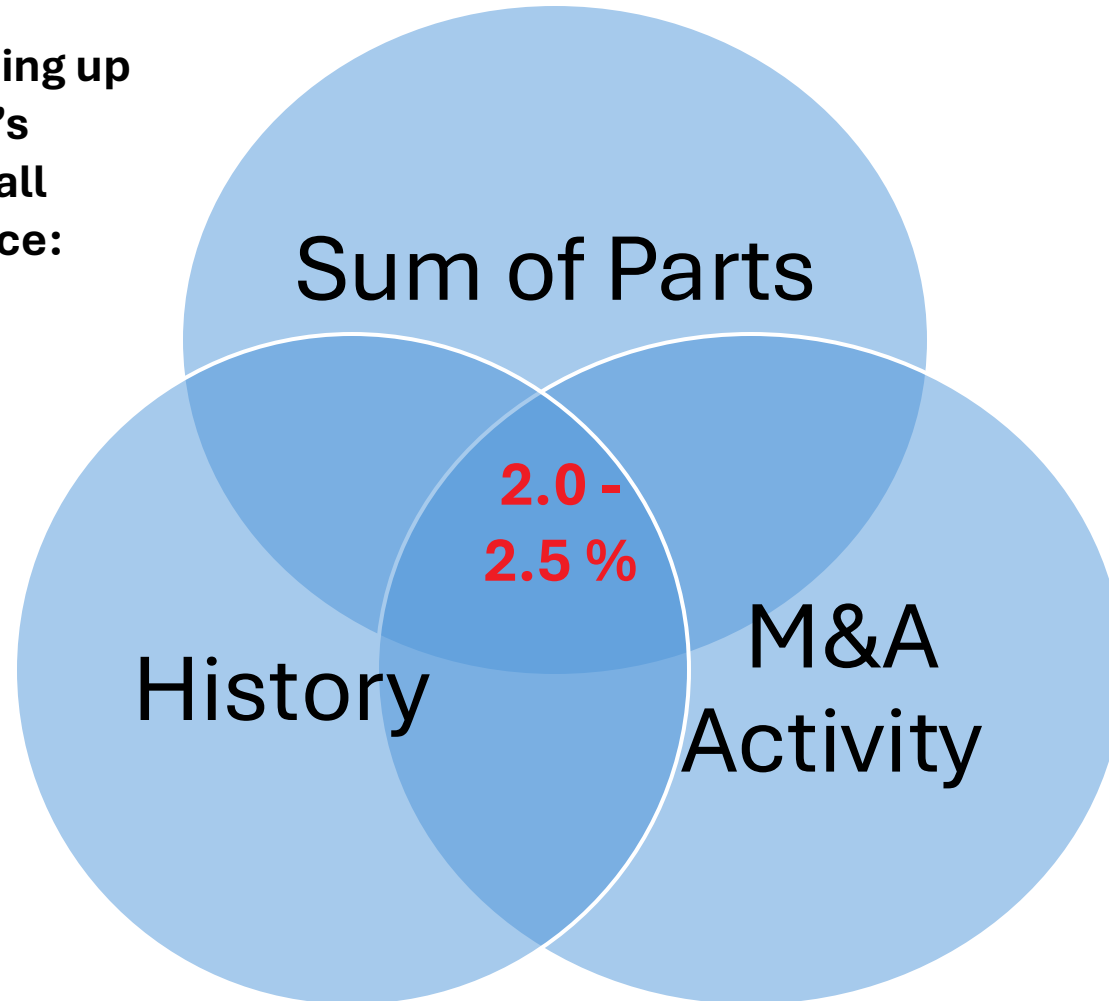 ing up
’s
all
ce:
Sum of Parts
2.0 -
2.5 %
History
M&A
Activity